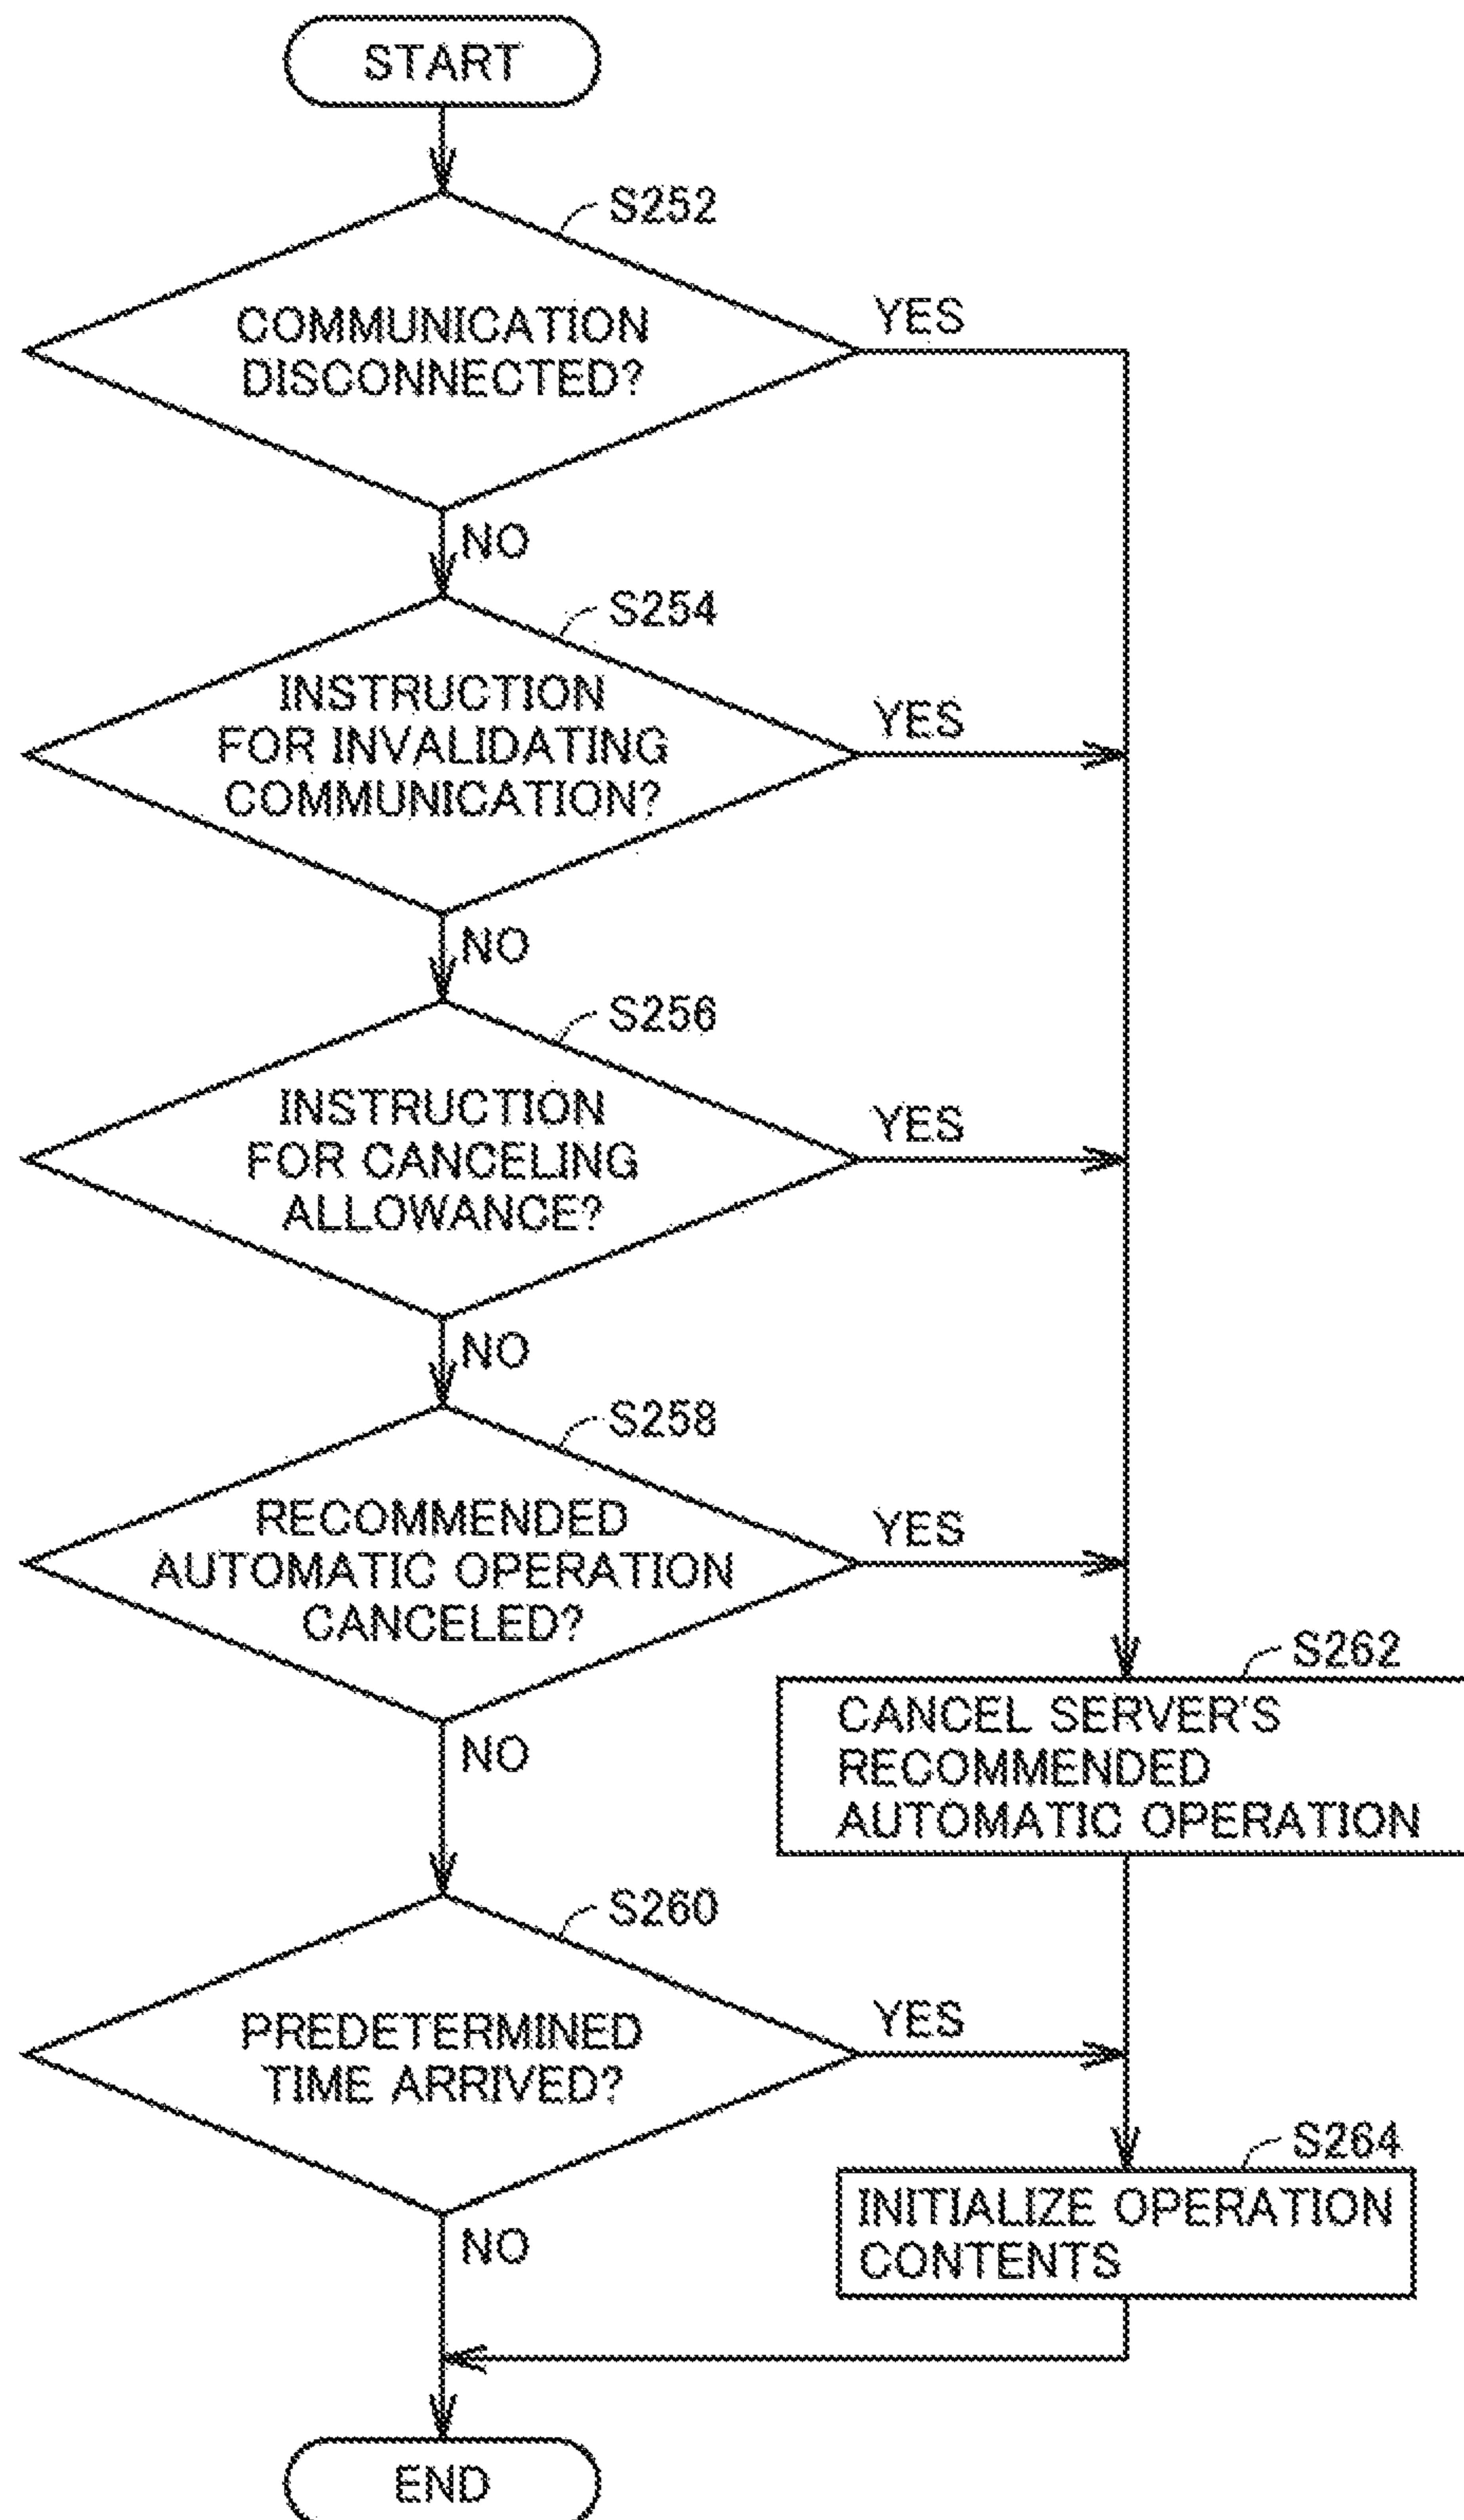 START
S252
COMMUNICATION
DISCONNECTED?
YES
NO
S254
INSTRUCTION
FOR INVALIDATING
COMMUNICATION?
YES
NO
S256
INSTRUCTION
FOR CANCELING
ALLOWANCE?
YES
NO
S258
RECOMMENDED
AUTOMATIC OPERATION
CANCELED?
YES
NO
S262
CANCEL SERVER'S
RECOMMENDED
AUTOMATIC OPERATION
S260
PREDETERMINED
TIME ARRIVED?
YES
NO
S264
INITIALIZE OPERATION
CONTENTS
END